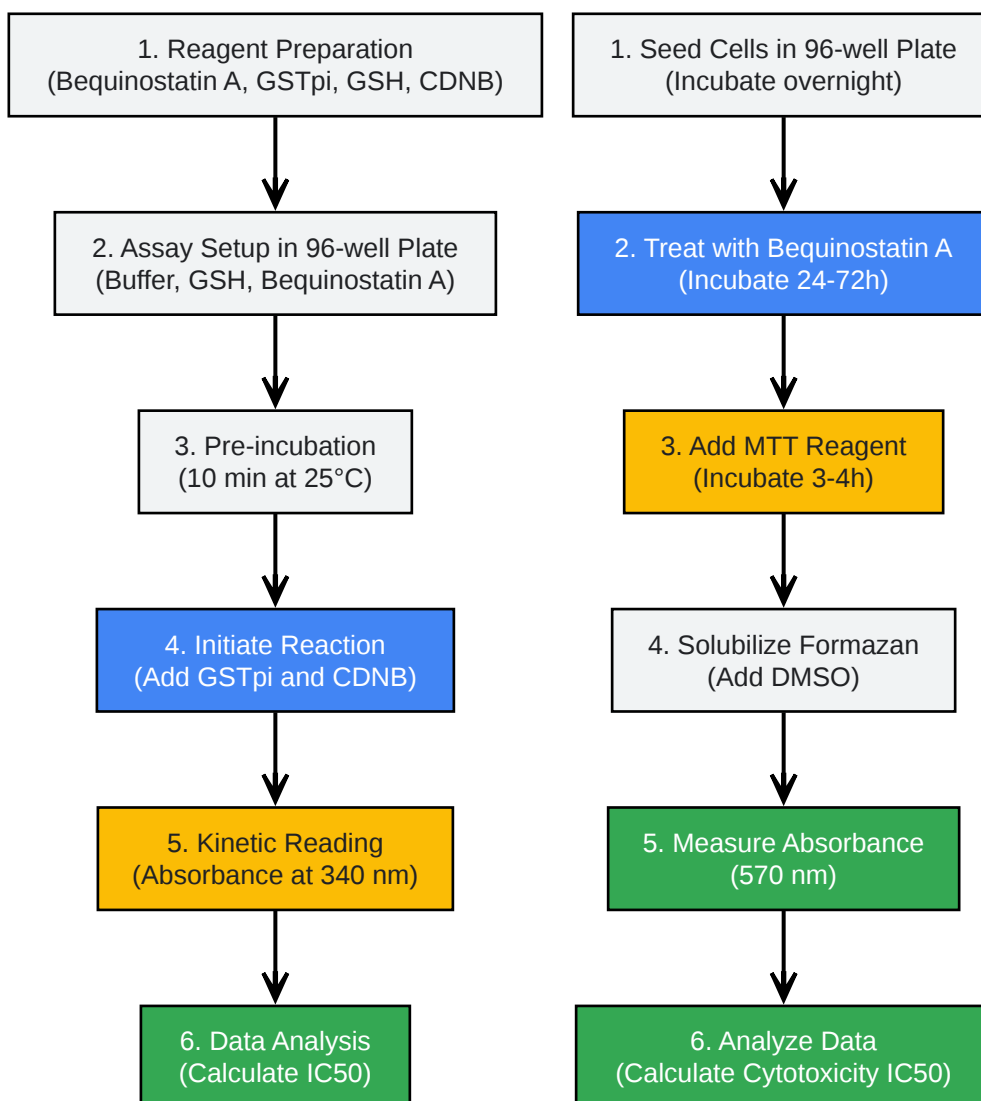 1. Reagent Preparation
(Bequinostatin A, GSTpi, GSH, CDNB)
2. Assay Setup in 96-well Plate
(Buffer, GSH, Bequinostatin A)
3. Pre-incubation
(10 min at 25°C)
4. Initiate Reaction
(Add GSTpi and CDNB)
5. Kinetic Reading
(Absorbance at 340 nm)
6. Data Analysis
(Calculate IC50)
1. Seed Cells in 96-well Plate
(Incubate overnight)
2. Treat with Bequinostatin A
(Incubate 24-72h)
3. Add MTT Reagent
(Incubate 3-4h)
4. Solubilize Formazan
(Add DMSO)
5. Measure Absorbance
(570 nm)
6. Analyze Data
(Calculate Cytotoxicity IC50)